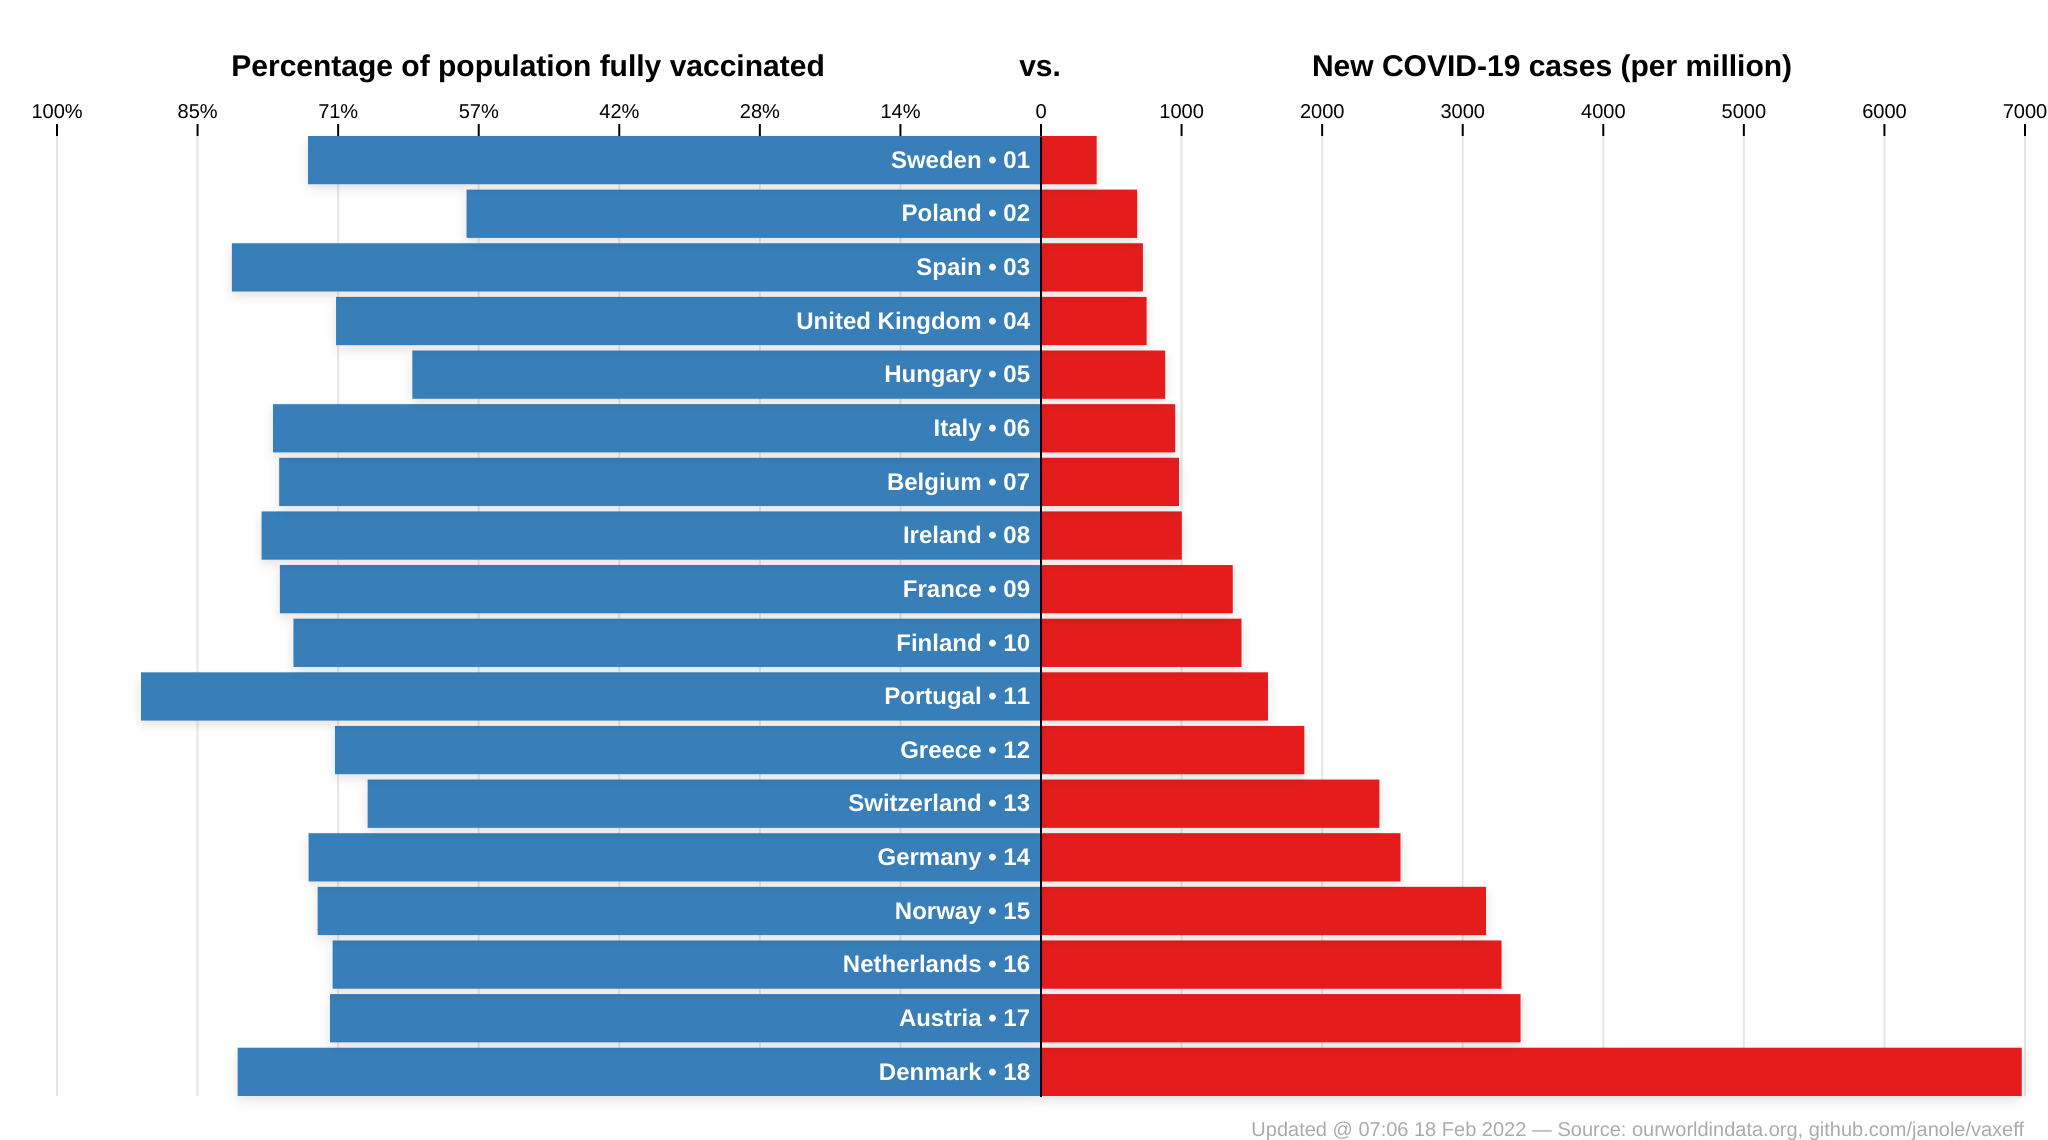 Percentage of population fully vaccinated vs. New COVID-19 cases (per million)
100% 85% 71% 57% 42% 28% 14% 0 1000 2000 3000 4000 5000 6000 7000
Sweden • 01
Poland • 02
Spain • 03
United Kingdom • 04
Hungary • 05
Italy • 06
Belgium • 07
Ireland • 08
France • 09
Finland • 10
Portugal • 11
Greece • 12
Switzerland • 13
Germany • 14
Norway • 15
Netherlands • 16
Austria • 17
Denmark • 18
Updated @ 07:06 18 Feb 2022 — Source: ourworldindata.org, github.com/janole/vaxeff